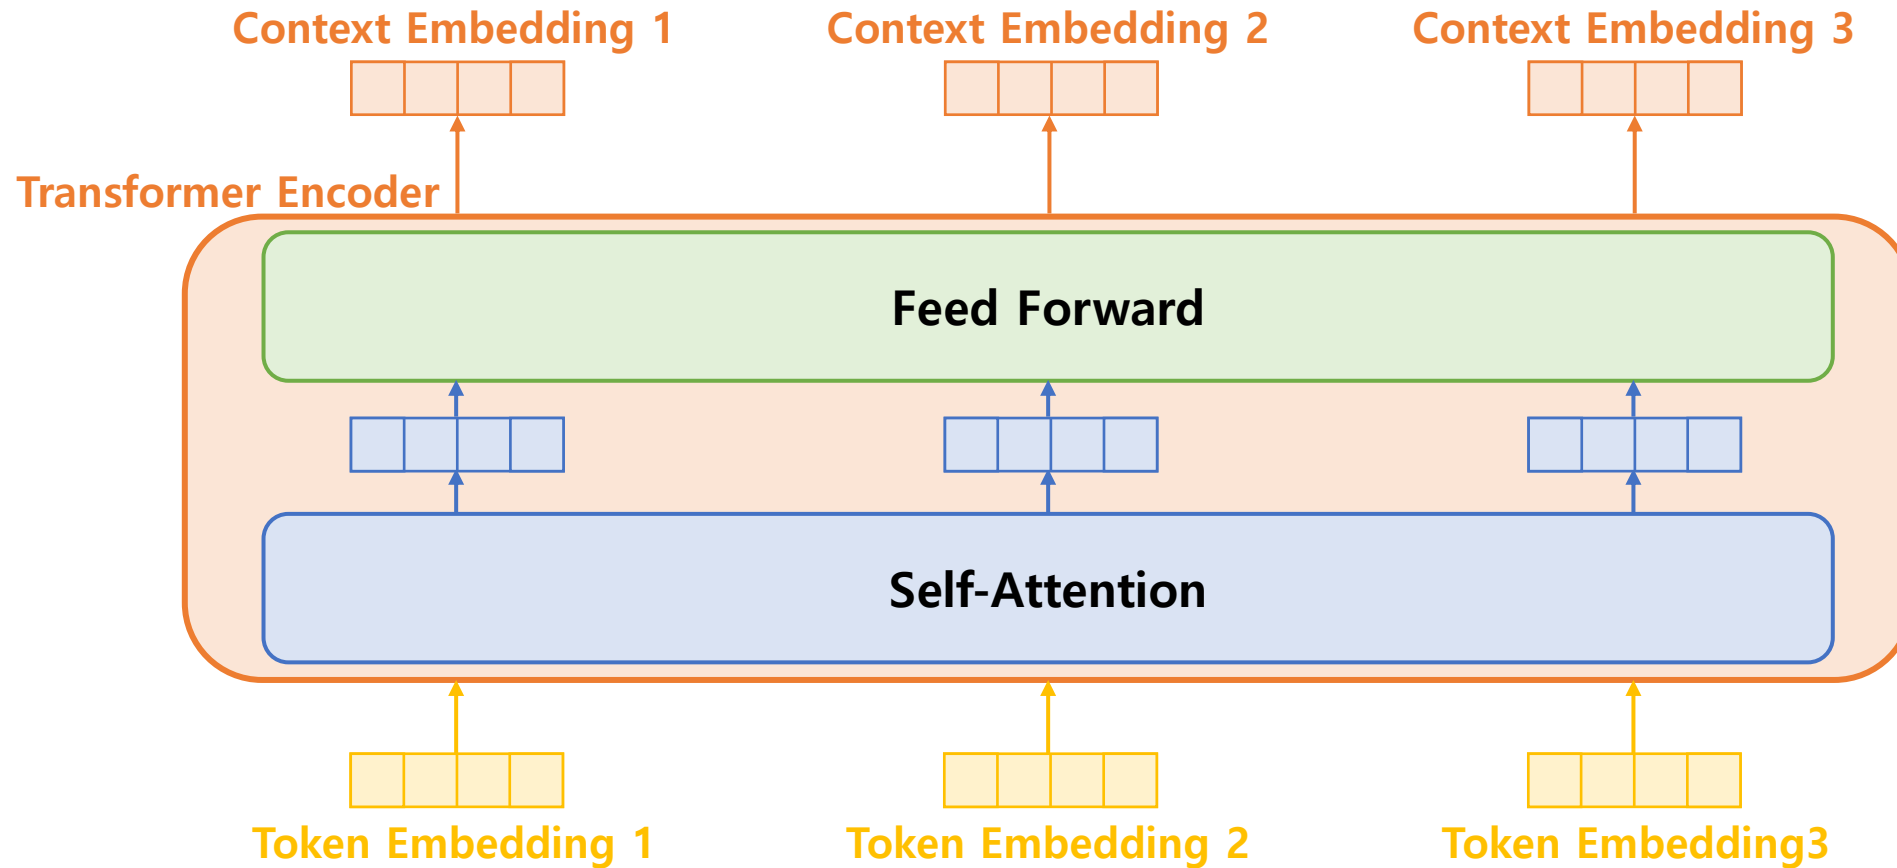 Context Embedding 1
Context Embedding 2
Context Embedding 3
Transformer Encoder
Feed Forward
Self-Attention
Token Embedding 1
Token Embedding 2
Token Embedding3